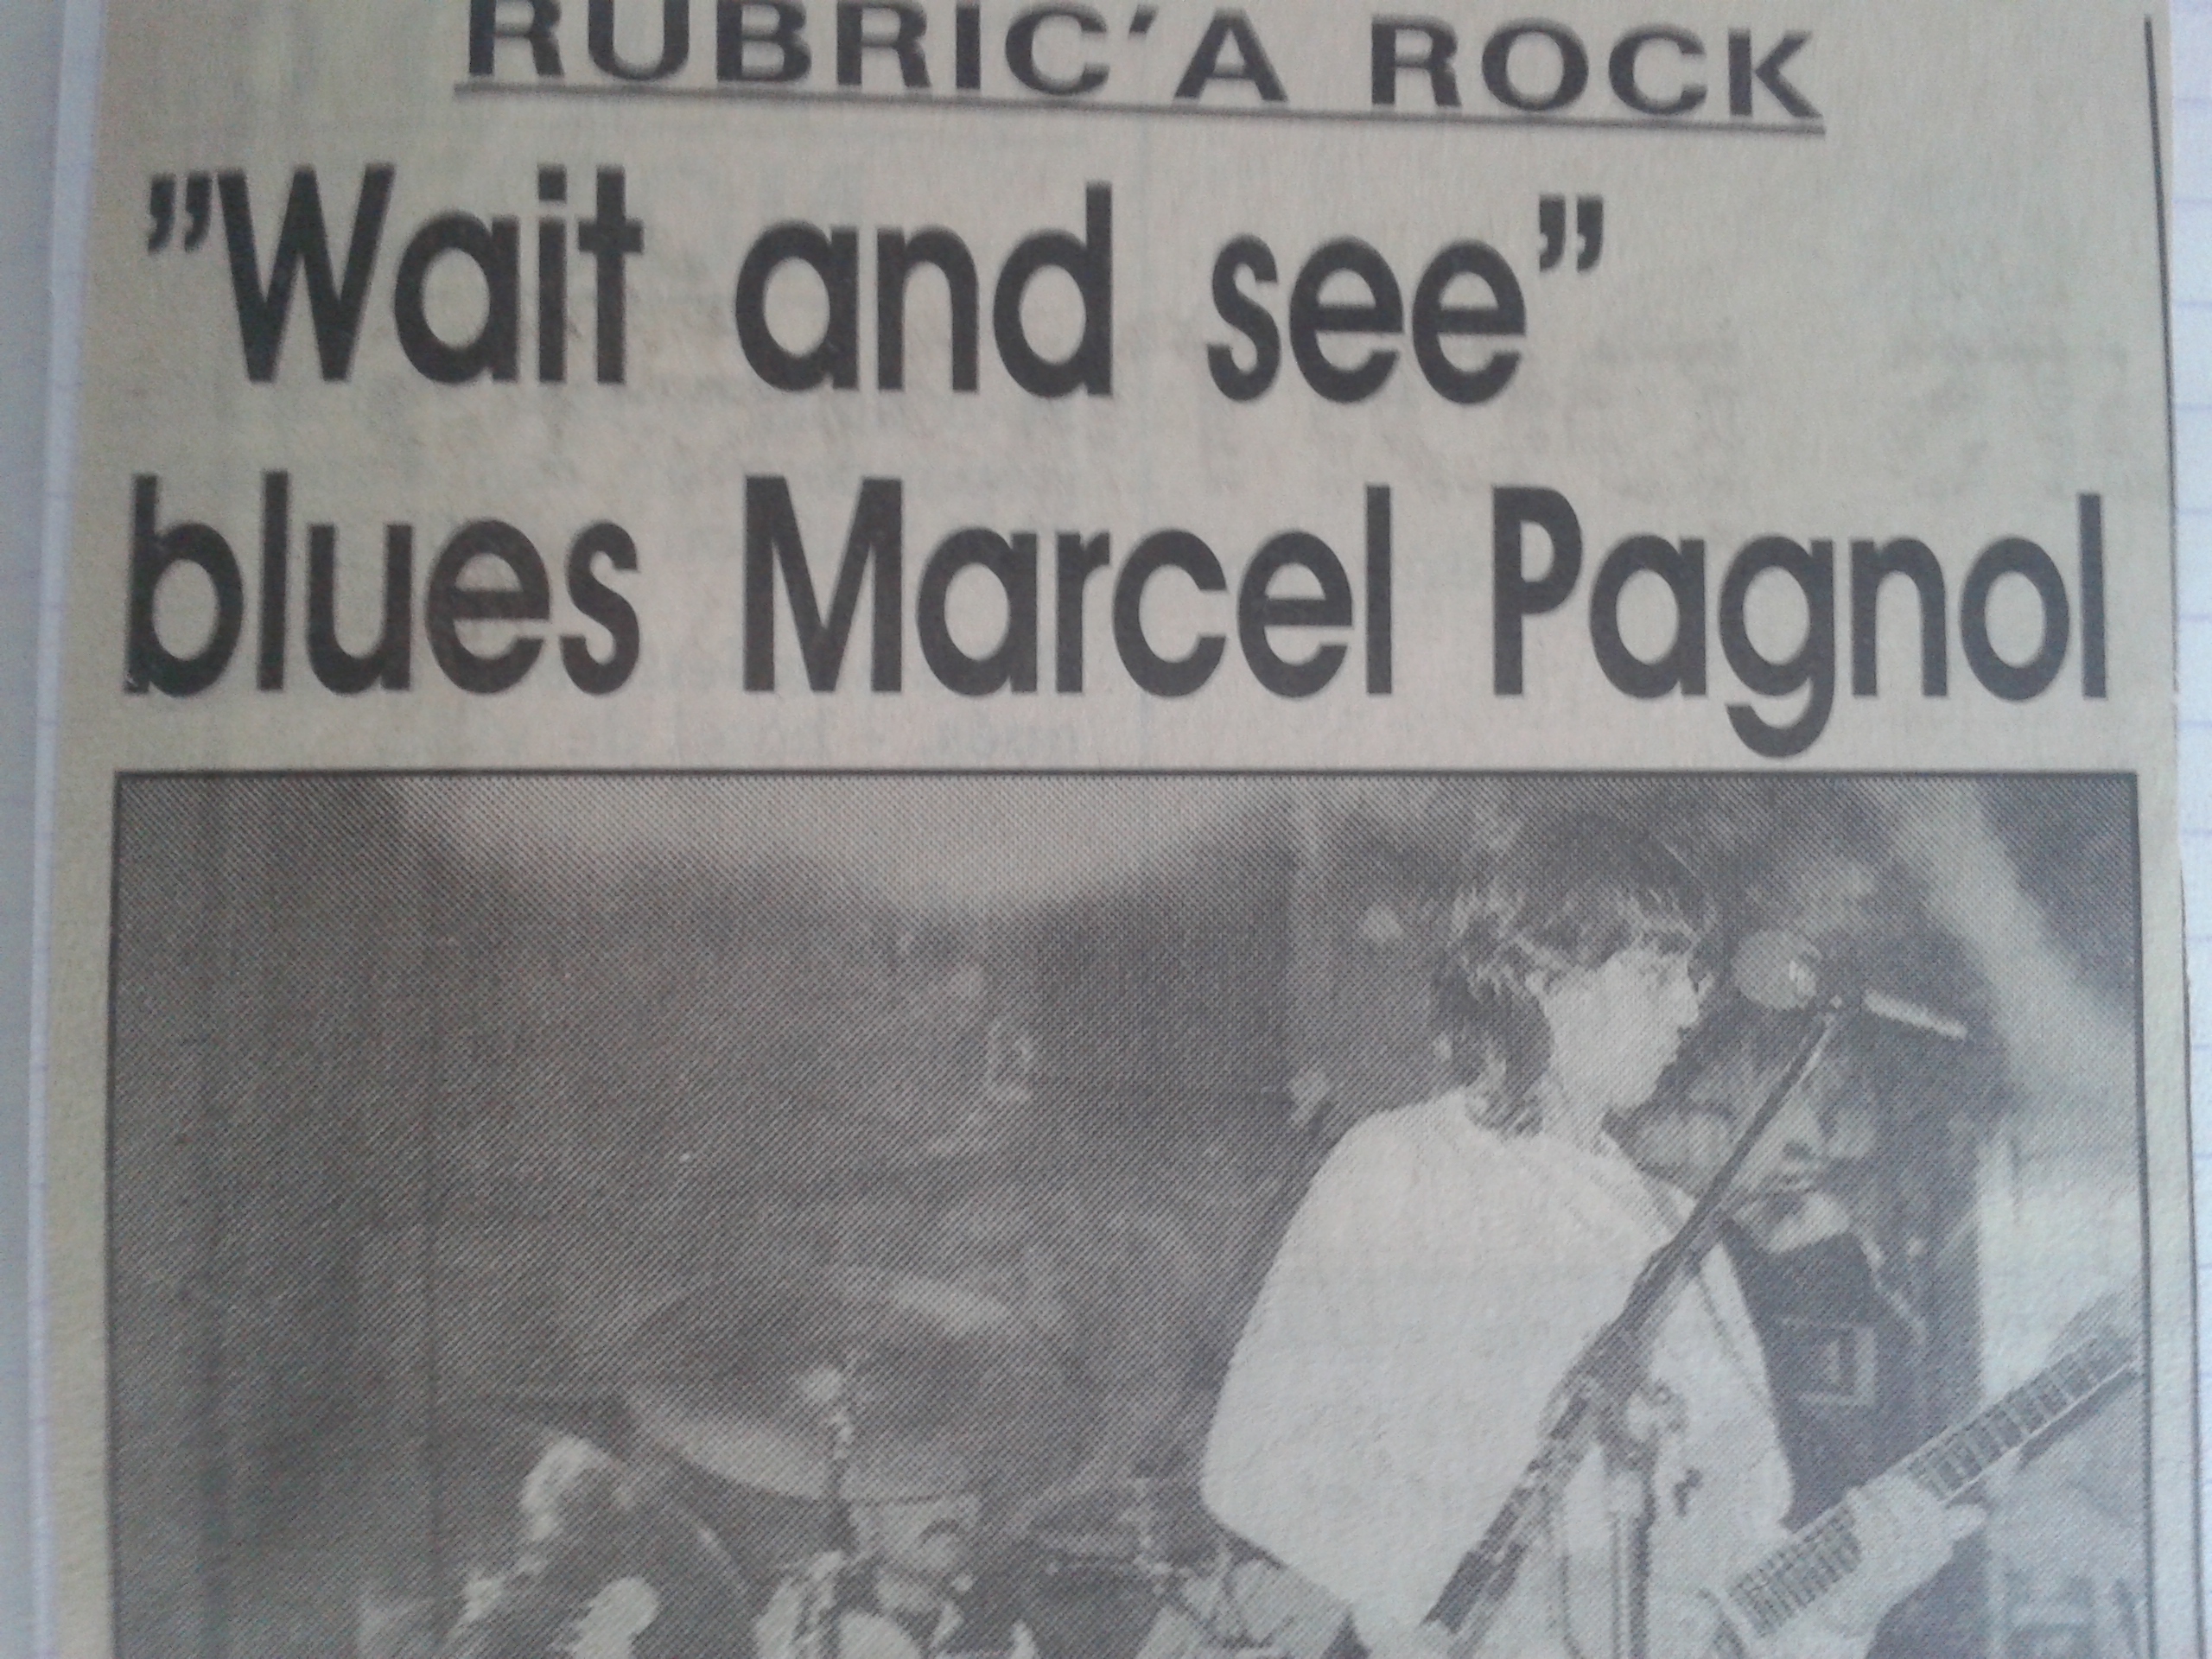 RUBRIC'A ROCK
"Wait and see"
blues Marcel Pagnol